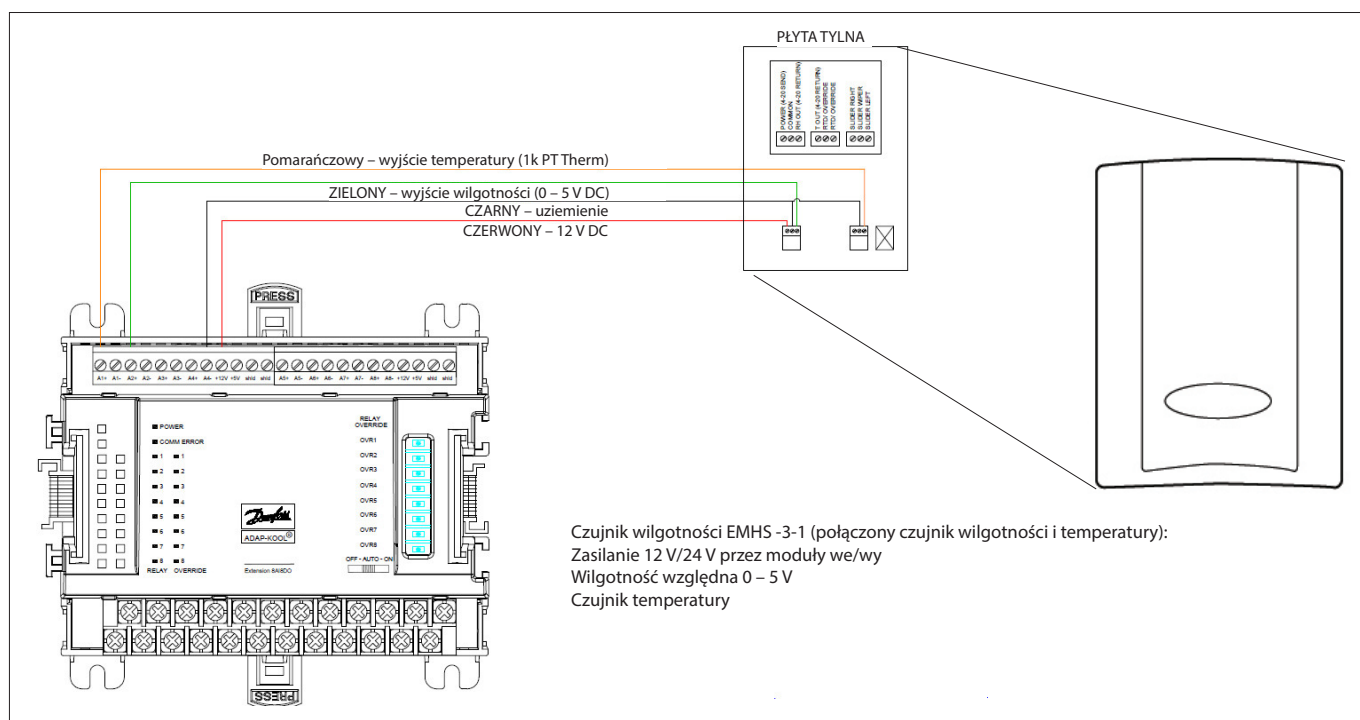 PŁYTA TYLNA
POWER (4-20 SEND)
COMMON
RH OUT (4-20 RETURN)
T OUT (4-20 RETURN)
RTD/ OVERRIDE
RTD/ OVERRIDE
SLIDER RIGHT
SLIDER WIPER
SLIDER LEFT
Pomarańczowy – wyjście temperatury (1k PT Therm)
ZIELONY – wyjście wilgotności (0 – 5 V DC)
CZARNY – uziemienie
CZERWONY – 12 V DC
PRESS
A1+ A1- A2+ A2- A3+ A3- A4+ A4- +12V +5V shld shld A5+ A5- A6+ A6- A7+ A7- A8+ A8- +12V +5V shld shld
POWER
COMM ERROR
1 1
2 2
3 3
4 4
5 5
6 6
7 7
8 8
RELAY OVERRIDE
Danfoss
ADAP-KOOL®
Extension 8AI8DO
RELAY
OVERRIDE
OVR1
OVR2
OVR3
OVR4
OVR5
OVR6
OVR7
OVR8
OFF - AUTO - ON
PRESS
Czujnik wilgotności EMHS -3-1 (połączony czujnik wilgotności i temperatury):
Zasilanie 12 V/24 V przez moduły we/wy
Wilgotność względna 0 – 5 V
Czujnik temperatury